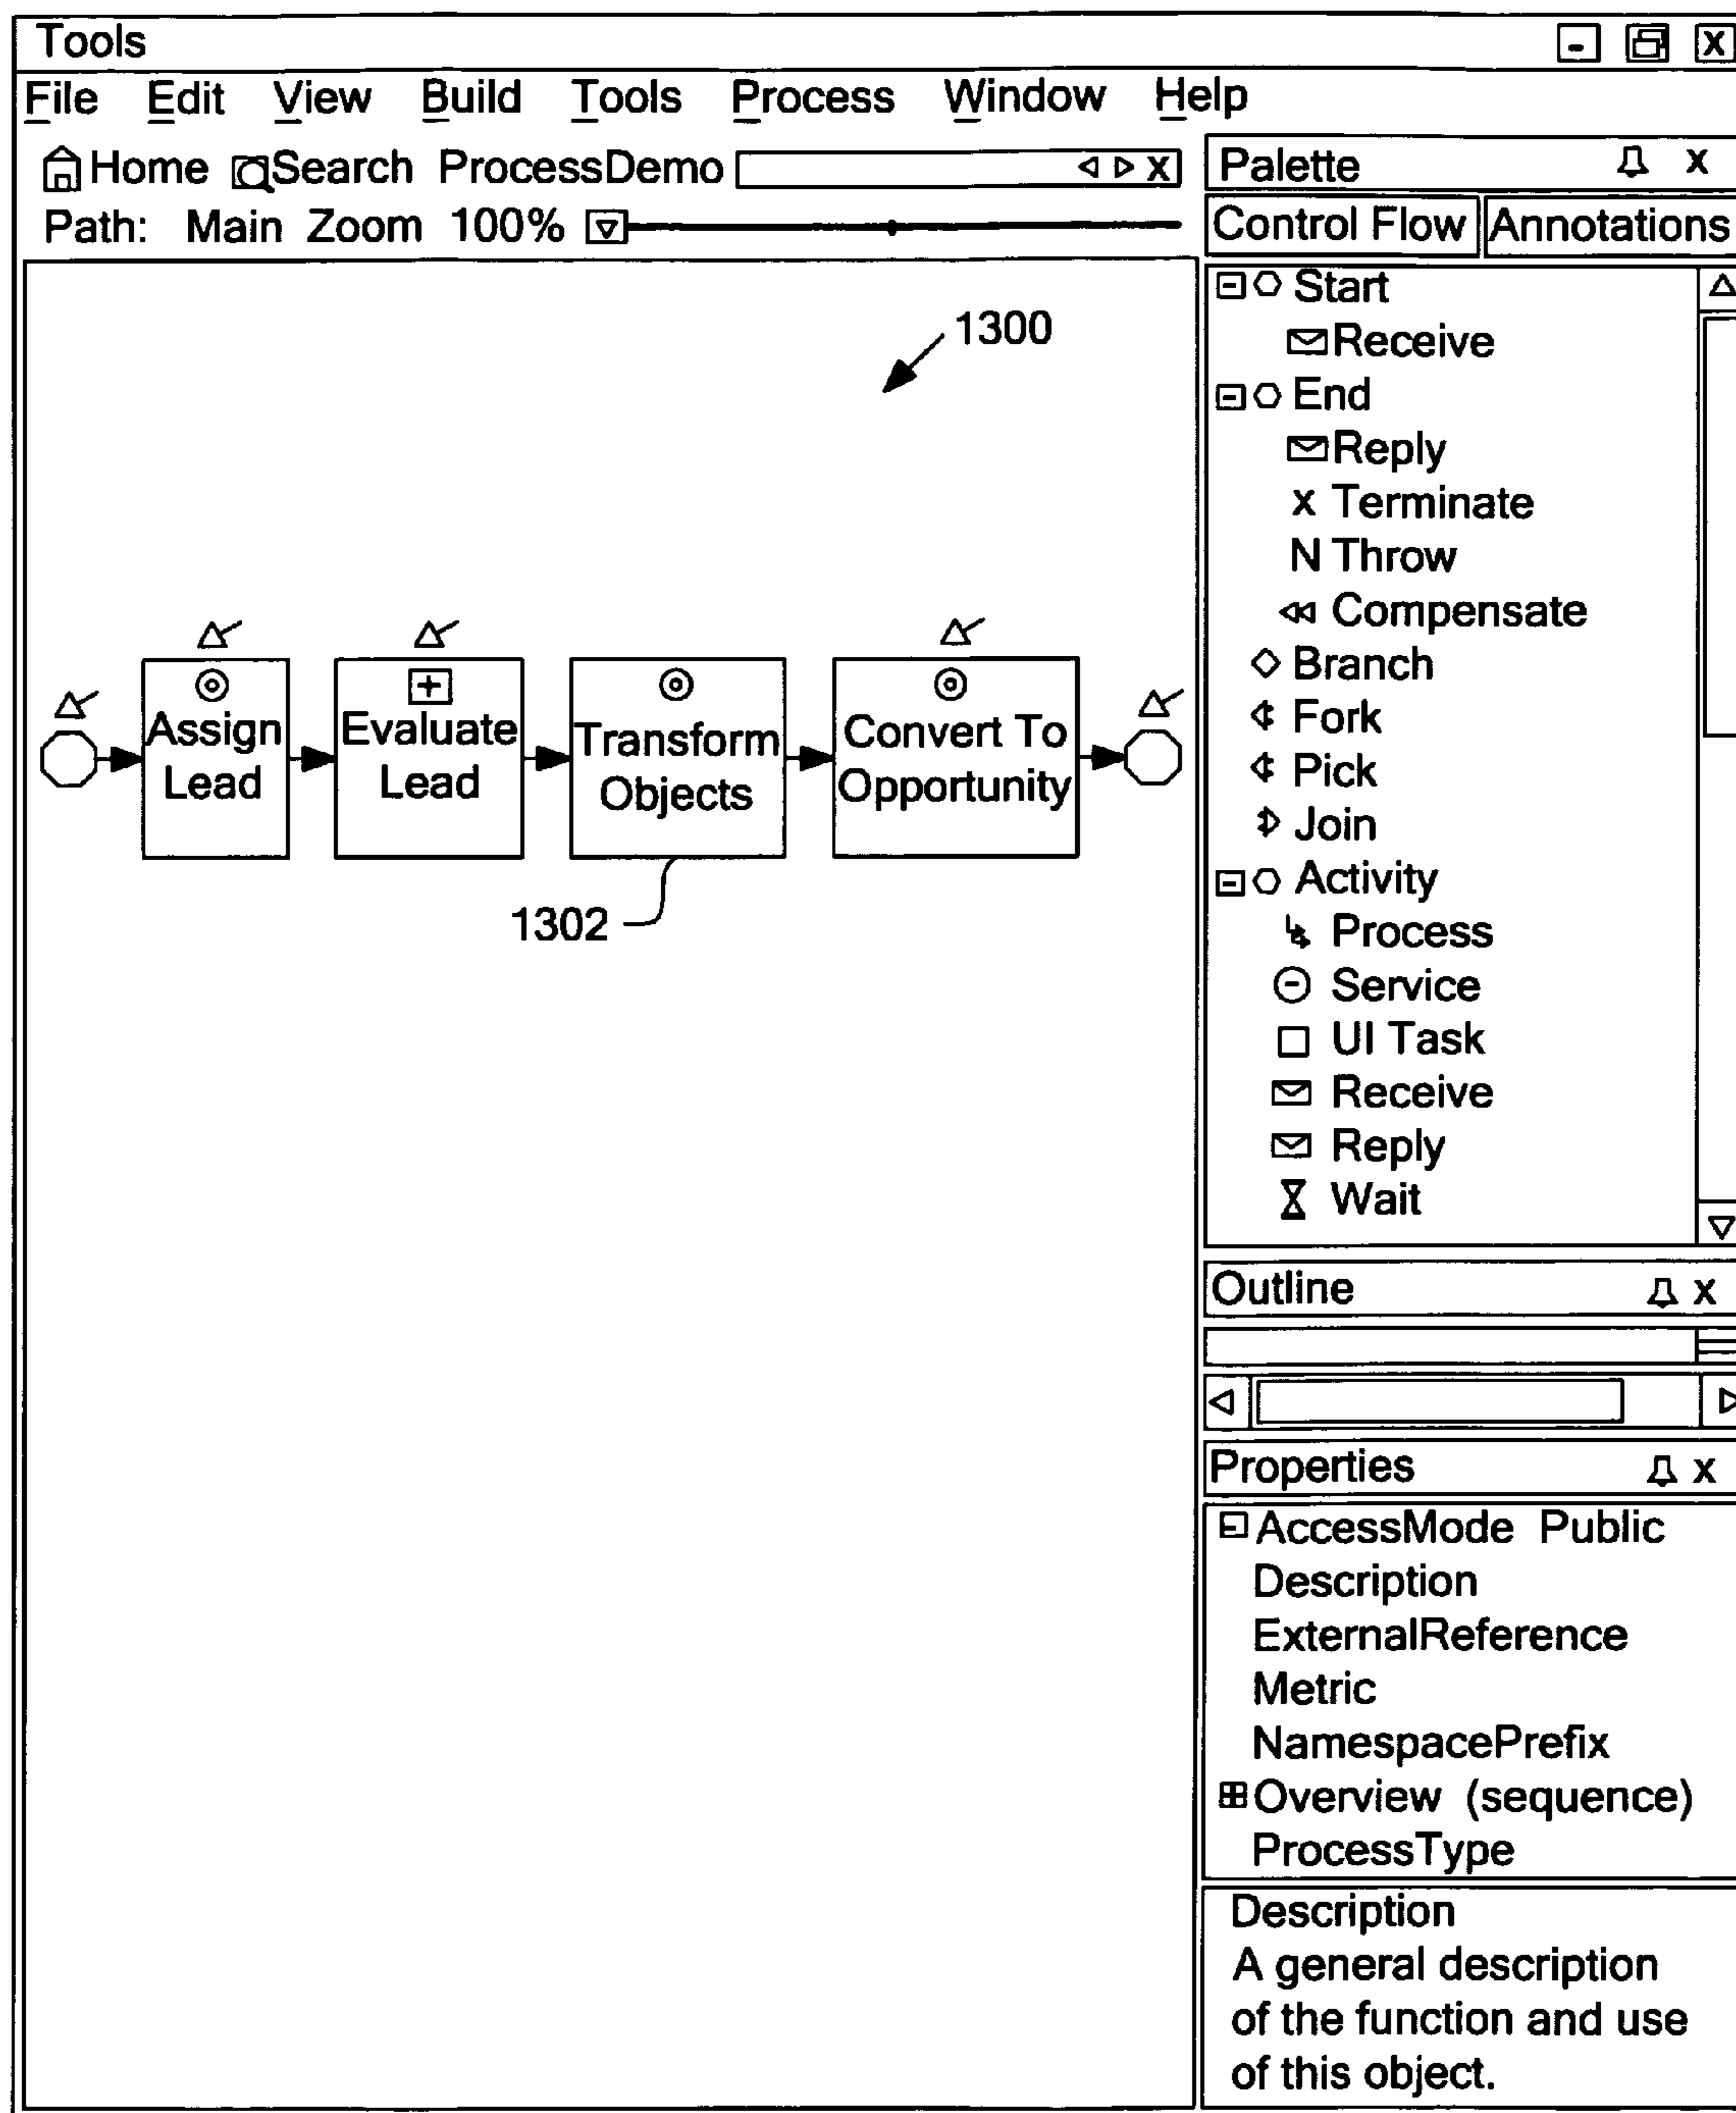 Tools
File Edit View Build Tools Process Window Help
Home Search ProcessDemo
Path: Main Zoom 100%
1300
Assign
Lead
Evaluate
Lead
Transform
Objects
Convert To
Opportunity
1302
Palette X
Control Flow Annotations
Start
Receive
End
Reply
x Terminate
N Throw
Compensate
Branch
Fork
Pick
Join
Activity
Process
Service
UI Task
Receive
Reply
Wait
Outline X
Properties X
AccessMode Public
Description
ExternalReference
Metric
NamespacePrefix
Overview (sequence)
ProcessType
Description
A general description
of the function and use
of this object.